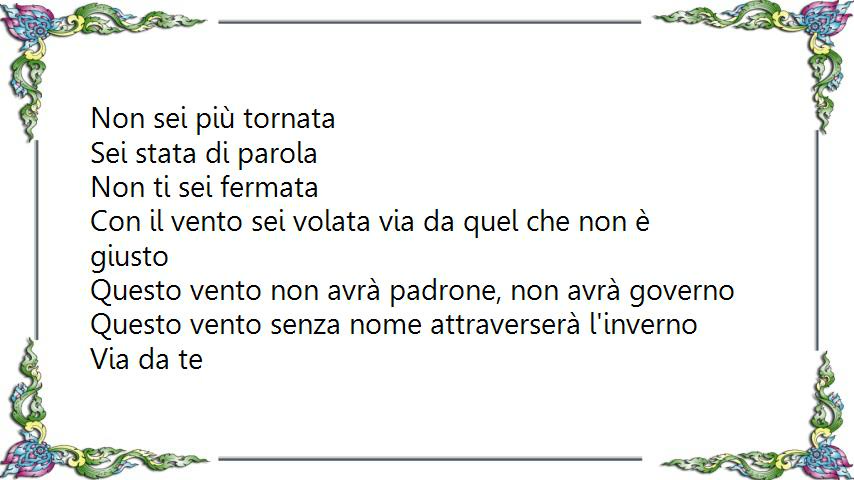 Non sei più tornata
Sei stata di parola
Non ti sei fermata
Con il vento sei volata via da quel che non è
giusto
Questo vento non avrà padrone, non avrà governo
Questo vento senza nome attraverserà l'inverno
Via da te